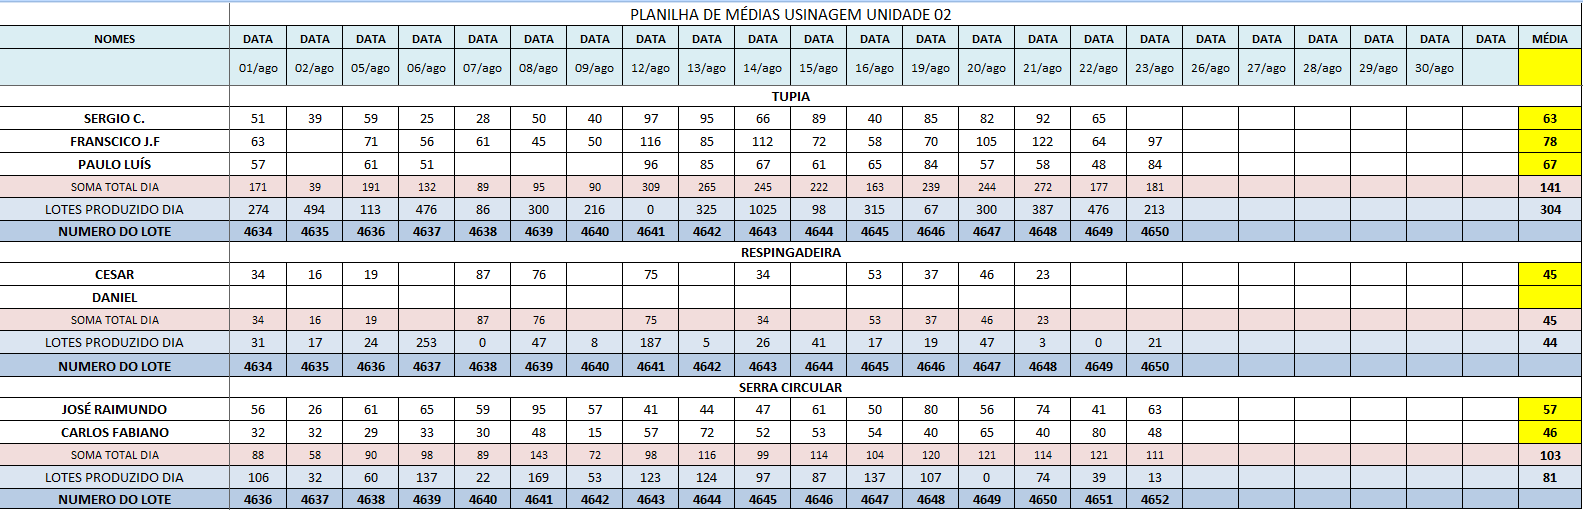 PLANILHA DE MÉDIAS USINAGEM UNIDADE 02
NOMES DATA DATA DATA DATA DATA DATA DATA DATA DATA DATA DATA DATA DATA DATA DATA DATA DATA DATA DATA DATA DATA DATA DATA MÉDIA
01/ago 02/ago 05/ago 06/ago 07/ago 08/ago 09/ago 12/ago 13/ago 14/ago 15/ago 16/ago 19/ago 20/ago 21/ago 22/ago 23/ago 26/ago 27/ago 28/ago 29/ago 30/ago
TUPIA
SERGIO C. 51 39 59 25 28 50 40 97 95 66 89 40 85 82 92 65 63
FRANSCICO J.F 63 71 56 61 45 50 116 85 112 72 58 70 105 122 64 97 78
PAULO LUÍS 57 61 51 96 85 67 61 65 84 57 58 48 84 67
SOMA TOTAL DIA 171 39 191 132 89 95 90 309 265 245 222 163 239 244 272 177 181 141
LOTES PRODUZIDO DIA 274 494 113 476 86 300 216 0 325 1025 98 315 67 300 387 476 213 304
NUMERO DO LOTE 4634 4635 4636 4637 4638 4639 4640 4641 4642 4643 4644 4645 4646 4647 4648 4649 4650
RESPINGADEIRA
CESAR 34 16 19 87 76 75 34 53 37 46 23 45
DANIEL
SOMA TOTAL DIA 34 16 19 87 76 75 34 53 37 46 23 45
LOTES PRODUZIDO DIA 31 17 24 253 0 47 8 187 5 26 41 17 19 47 3 0 21 44
NUMERO DO LOTE 4634 4635 4636 4637 4638 4639 4640 4641 4642 4643 4644 4645 4646 4647 4648 4649 4650
SERRA CIRCULAR
JOSÉ RAIMUNDO 56 26 61 65 59 95 57 41 44 47 61 50 80 56 74 41 63 57
CARLOS FABIANO 32 32 29 33 30 48 15 57 72 52 53 54 40 65 40 80 48 46
SOMA TOTAL DIA 88 58 90 98 89 143 72 98 116 99 114 104 120 121 114 121 111 103
LOTES PRODUZIDO DIA 106 32 60 137 22 169 53 123 124 97 87 137 107 0 74 39 13 81
NUMERO DO LOTE 4636 4637 4638 4639 4640 4641 4642 4643 4644 4645 4646 4647 4648 4649 4650 4651 4652